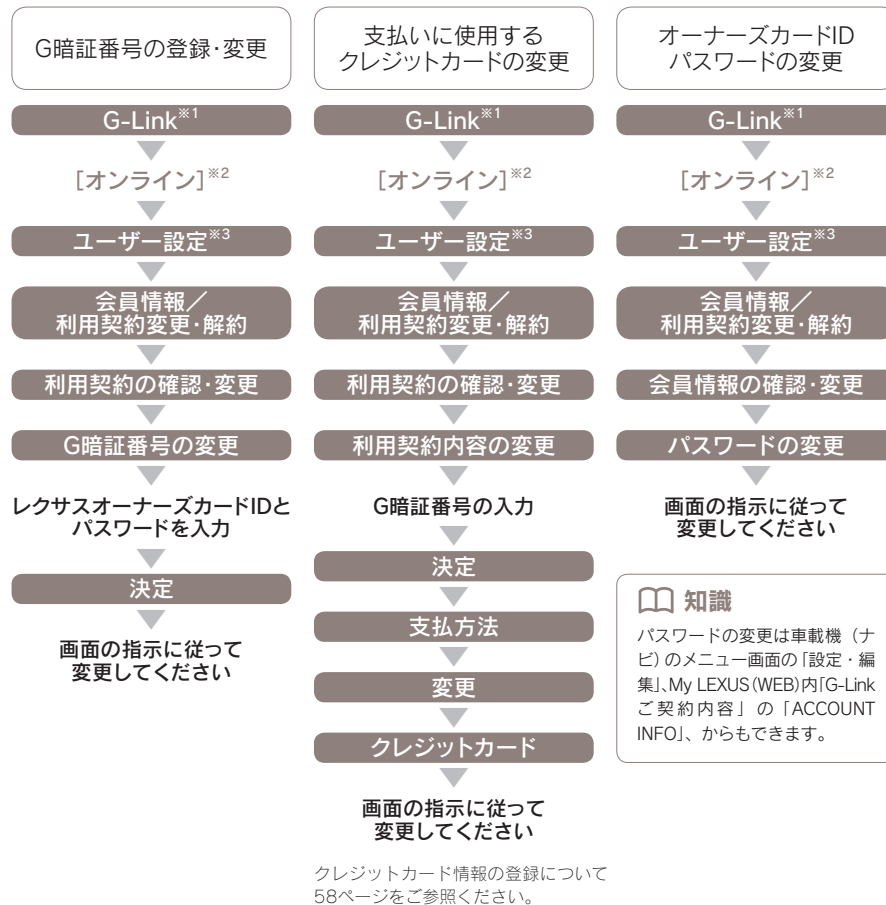 G暗証番号の登録･変更
G-Link※1
[オンライン]※2
ユーザー設定※3
会員情報／
利用契約変更･解約
利用契約の確認･変更
G暗証番号の変更
レクサスオーナーズカードIDと
パスワードを入力
決定
画面の指示に従って
変更してください
支払いに使用する
クレジットカードの変更
G-Link※1
[オンライン]※2
ユーザー設定※3
会員情報／
利用契約変更･解約
利用契約の確認･変更
利用契約内容の変更
G暗証番号の入力
決定
支払方法
変更
クレジットカード
画面の指示に従って
変更してください
クレジットカード情報の登録について
58ページをご参照ください。
オーナーズカードID
パスワードの変更
G-Link※1
[オンライン]※2
ユーザー設定※3
会員情報／
利用契約変更･解約
会員情報の確認･変更
パスワードの変更
画面の指示に従って
変更してください
知識
パスワードの変更は車載機（ナ
ビ）のメニュー画面の「設定・編
集」、My LEXUS（WEB）内「G-Link
ご契約内容」の「ACCOUNT
INFO」、からもできます。